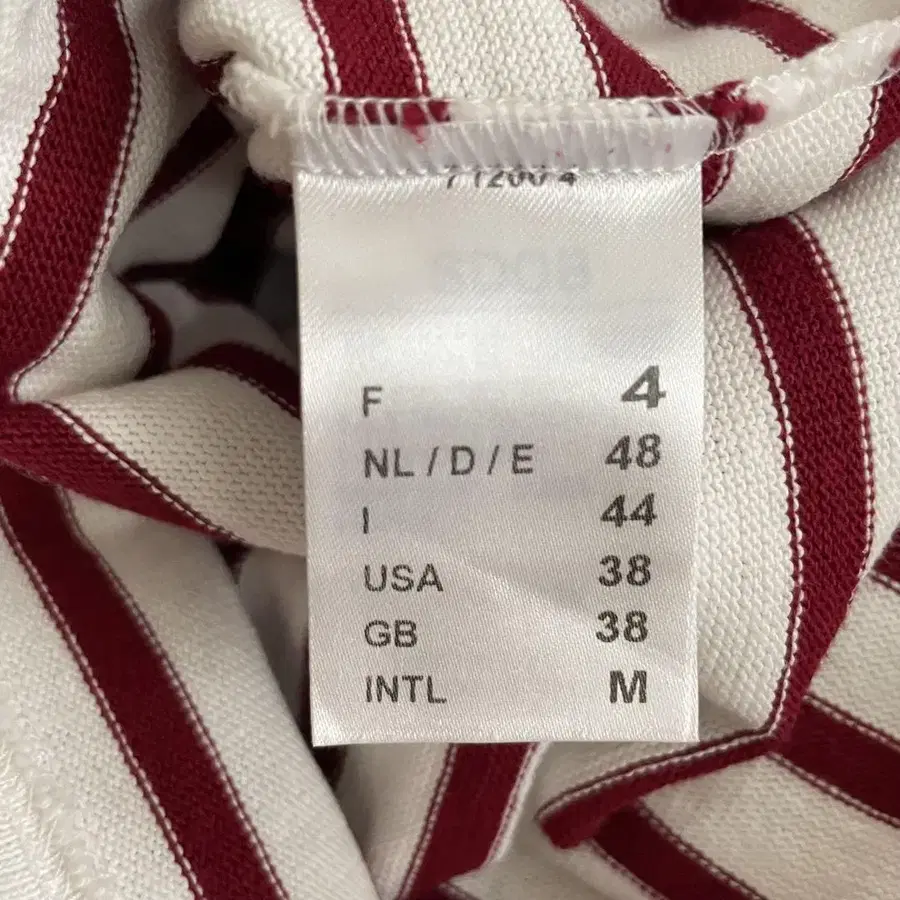 F 4
NL / D / E 48
I 44
USA 38
GB 38
INTL M